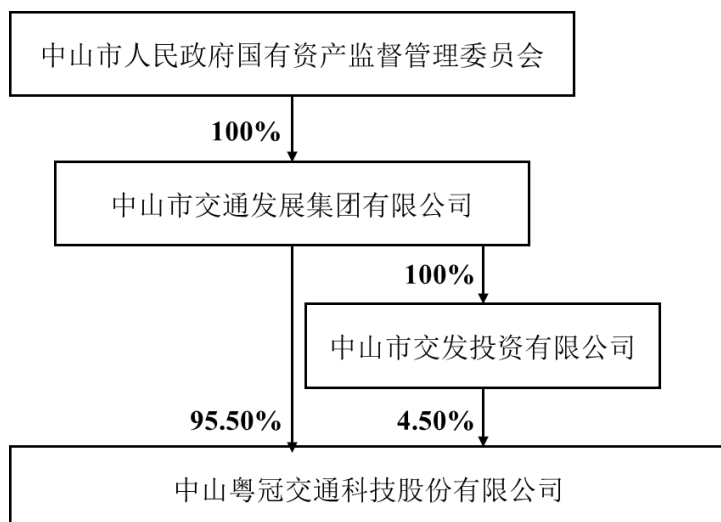 中山市人民政府国有资产监督管理委员会
100%
中山市交通发展集团有限公司
100%
中山市交发投资有限公司
95.50%
4.50%
中山粤冠交通科技股份有限公司